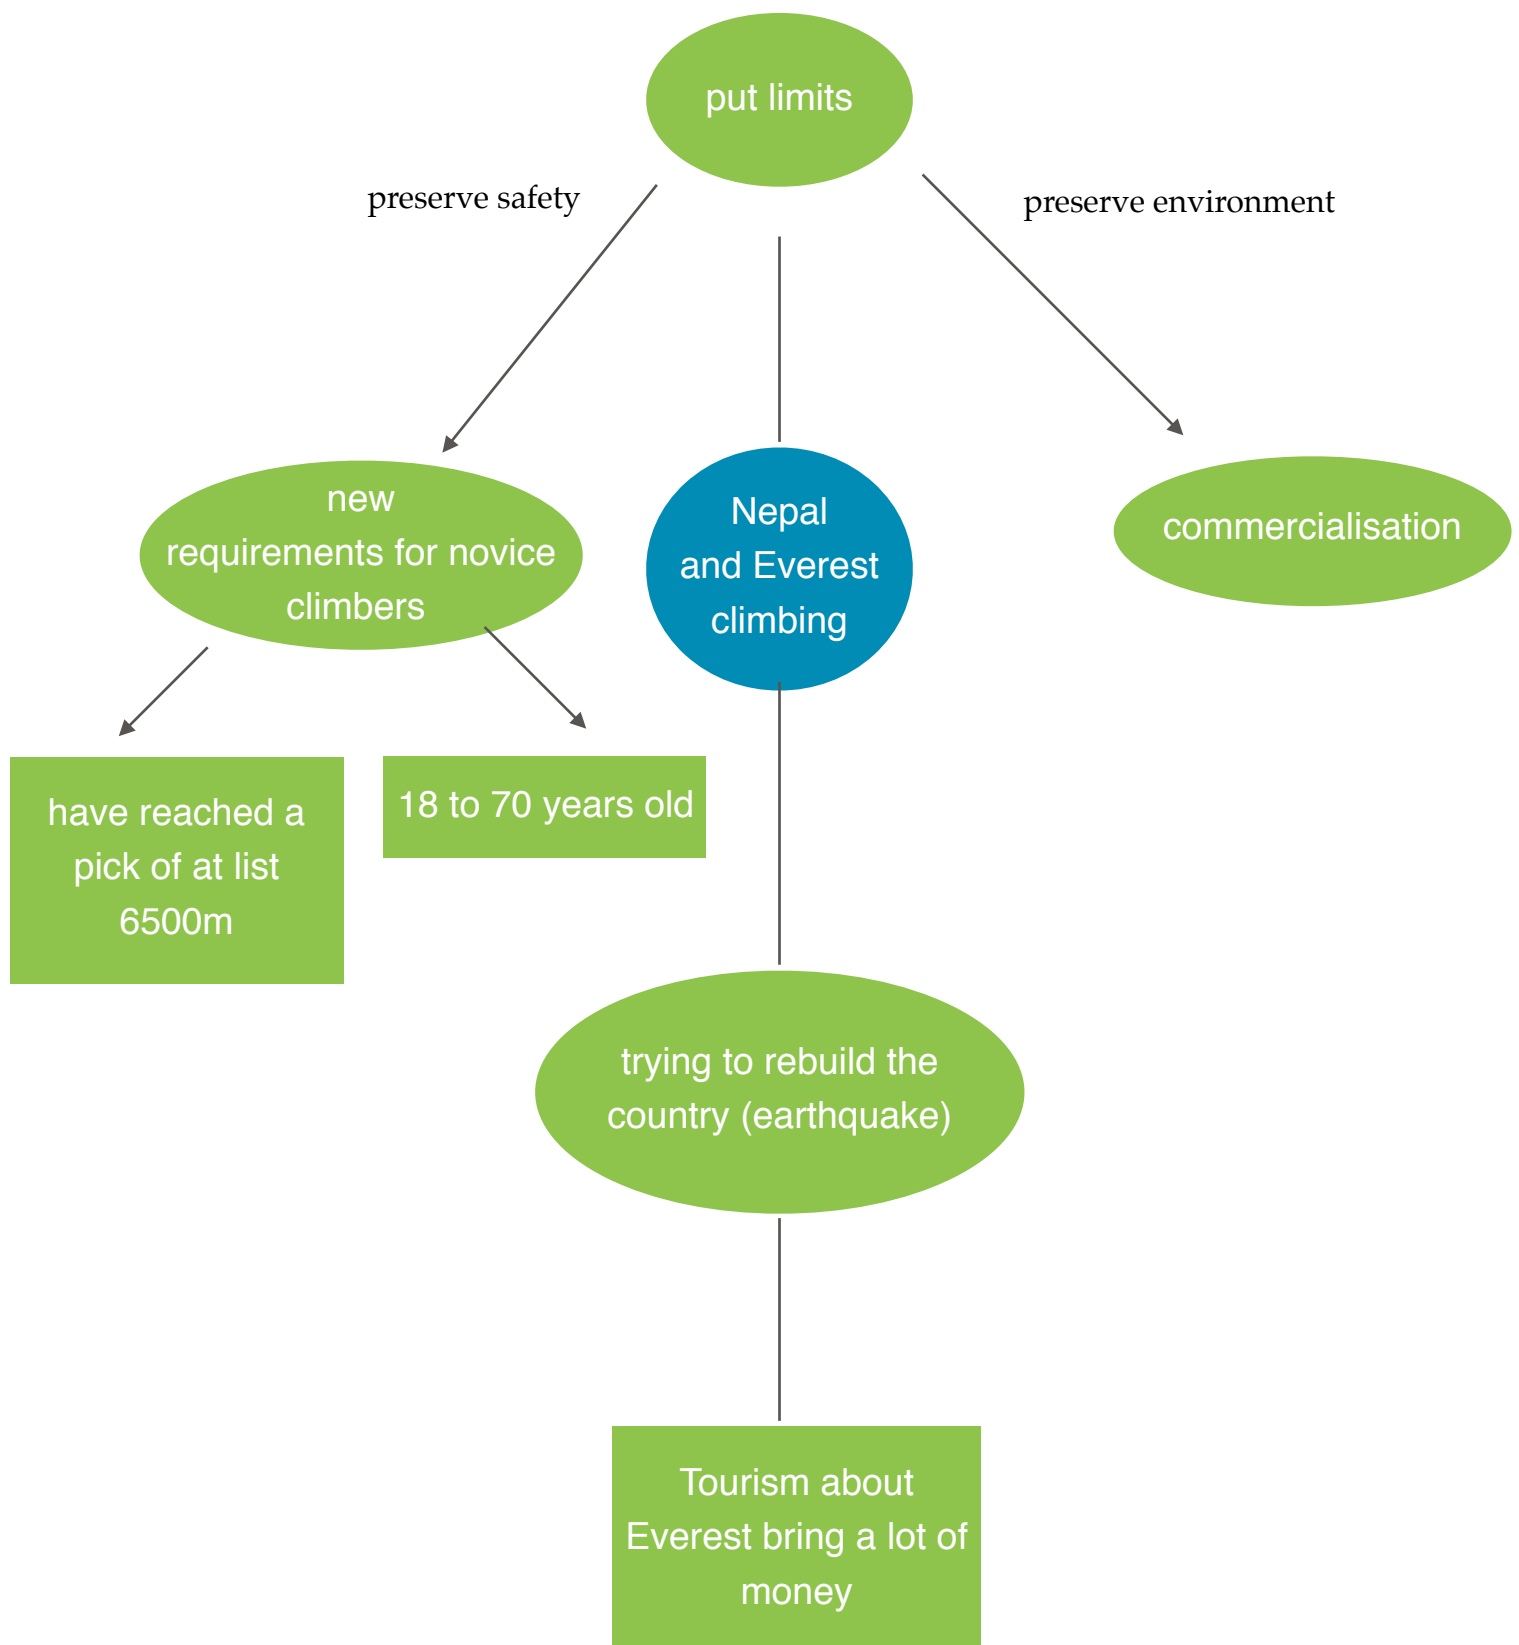 put limits
preserve safety
preserve environment
new
requirements for novice
climbers
Nepal
and Everest
climbing
commercialisation
have reached a
pick of at list
6500m
18 to 70 years old
trying to rebuild the
country (earthquake)
Tourism about
Everest bring a lot of
money